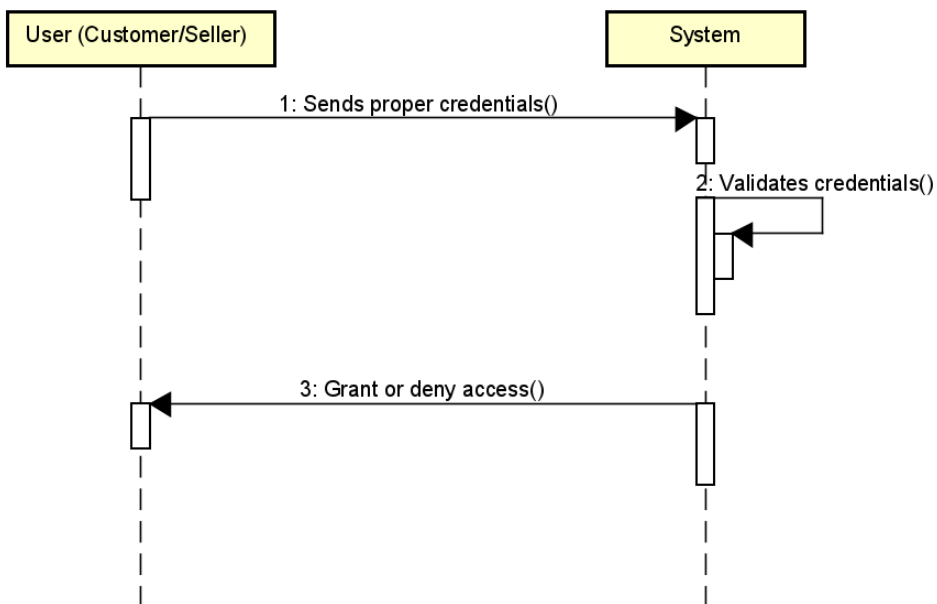 User (Customer/Seller)
System
1: Sends proper credentials()
2: Validates credentials()
3: Grant or deny access()